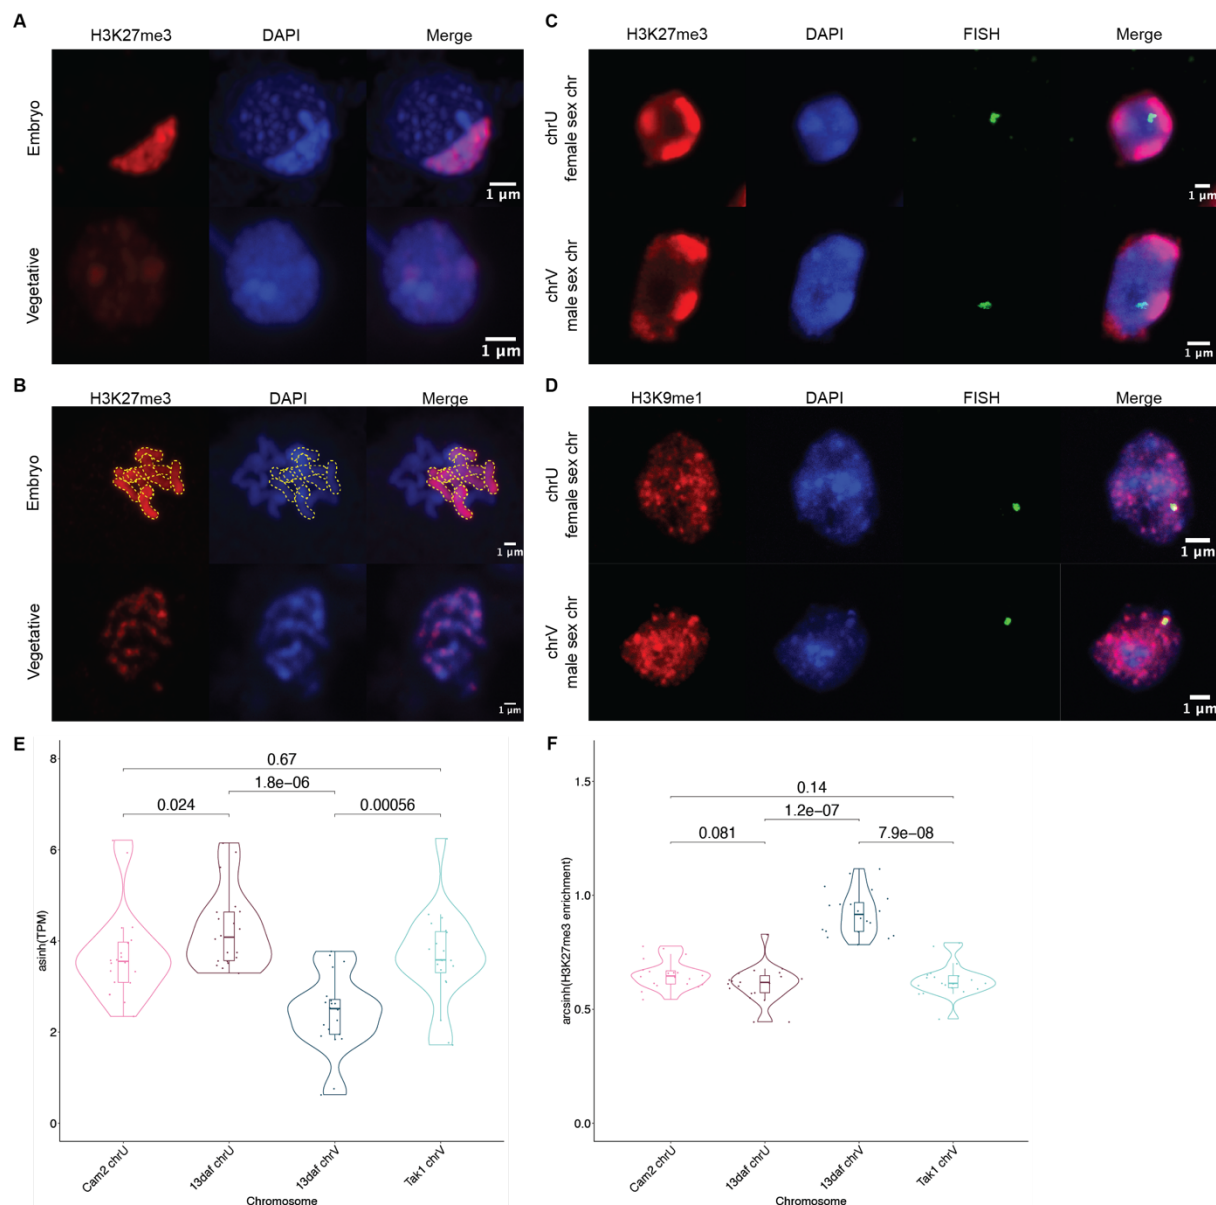 A
H3K27me3 DAPI Merge
Embryo
1 μm
Vegetative
1 μm
B
H3K27me3 DAPI Merge
Embryo
1 μm
Vegetative
1 μm
C
H3K27me3 DAPI FISH Merge
chrU
female sex chr
1 μm
chrV
male sex chr
1 μm
D
H3K9me1 DAPI FISH Merge
chrU
female sex chr
1 μm
chrV
male sex chr
1 μm
E
asinh(TPM)
8
6
4
2
0
0.67
1.8e−06
0.024 0.00056
Cam2 chrU 13daf chrU 13daf chrV Tak1 chrV
Chromosome
F
arcsinh(H3K27me3 enrichment)
1.5
1.0
0.5
0.0
0.14
1.2e−07
0.081 7.9e−08
Cam2 chrU 13daf chrU 13daf chrV Tak1 chrV
Chromosome